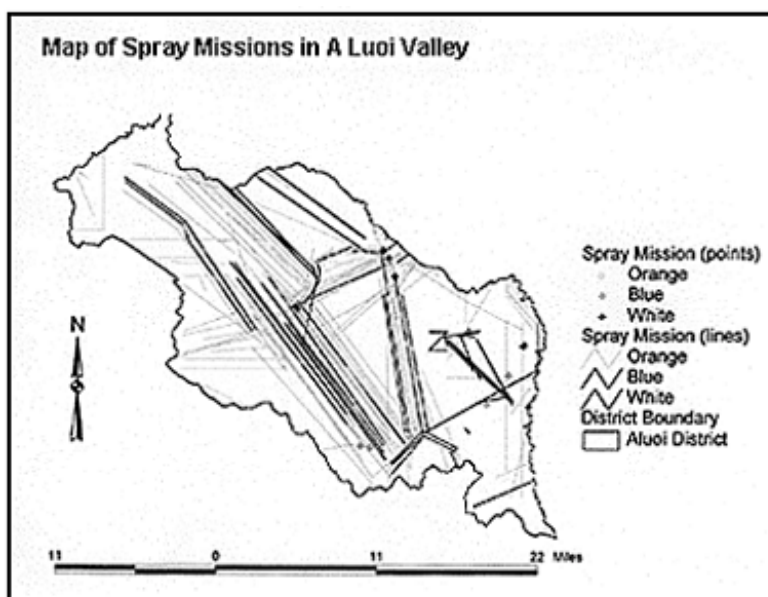 Map of Spray Missions in A Luoi Valley
Spray Mission (points)
Orange
Blue
White
Spray Mission (lines)
Orange
Blue
White
District Boundary
Aluoi District
N
11 0 11 22 Miles